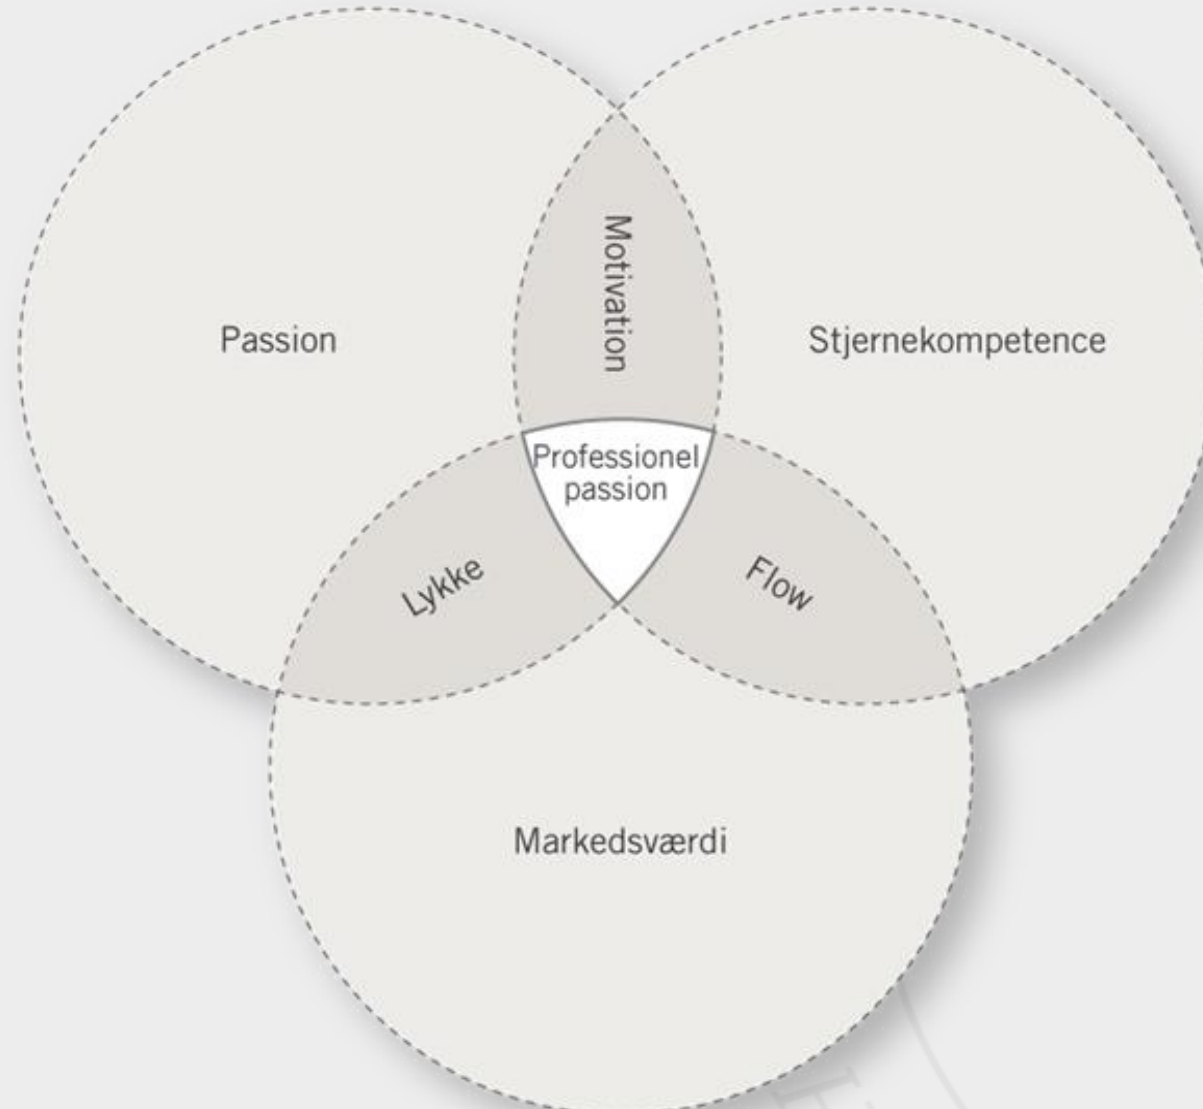 Motivation
Passion
Stjernekompetence
Professionel
passion
Lykke
Flow
Markedsværdi